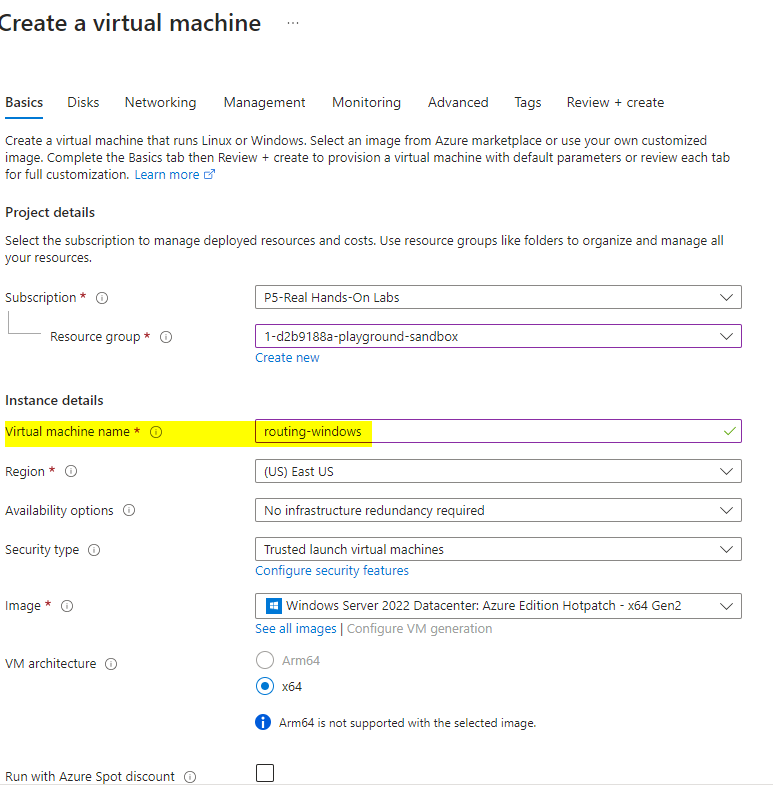 Create a virtual machine ...
Basics Disks Networking Management Monitoring Advanced Tags Review + create
Create a virtual machine that runs Linux or Windows. Select an image from Azure marketplace or use your own customized
image. Complete the Basics tab then Review + create to provision a virtual machine with default parameters or review each tab
for full customization. Learn more
Project details
Select the subscription to manage deployed resources and costs. Use resource groups like folders to organize and manage all
your resources.
Subscription * P5-Real Hands-On Labs
Resource group * 1-d2b9188a-playground-sandbox
Create new
Instance details
Virtual machine name * routing-windows
Region * (US) East US
Availability options No infrastructure redundancy required
Security type Trusted launch virtual machines
Configure security features
Image * Windows Server 2022 Datacenter: Azure Edition Hotpatch - x64 Gen2
See all images | Configure VM generation
VM architecture Arm64
x64
Arm64 is not supported with the selected image.
Run with Azure Spot discount